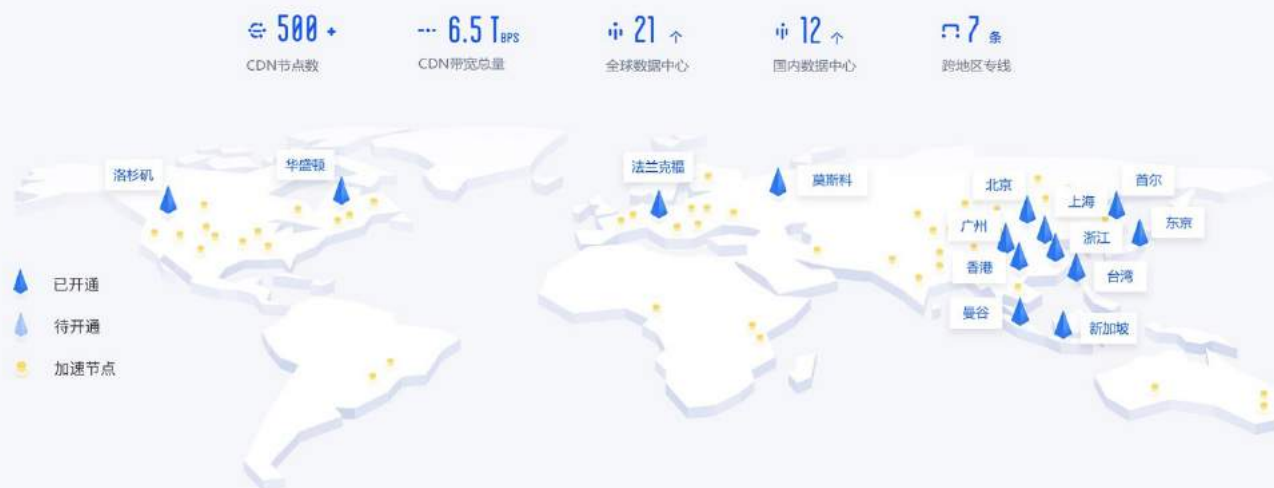 500 +
6.5 TBPS
21 个
12 个
7 条
CDN节点数
CDN带宽总量
全球数据中心
国内数据中心
跨地区专线
洛杉矶
华盛顿
法兰克福
莫斯科
北京
首尔
上海
广州
东京
浙江
香港
台湾
曼谷
新加坡
已开通
待开通
加速节点